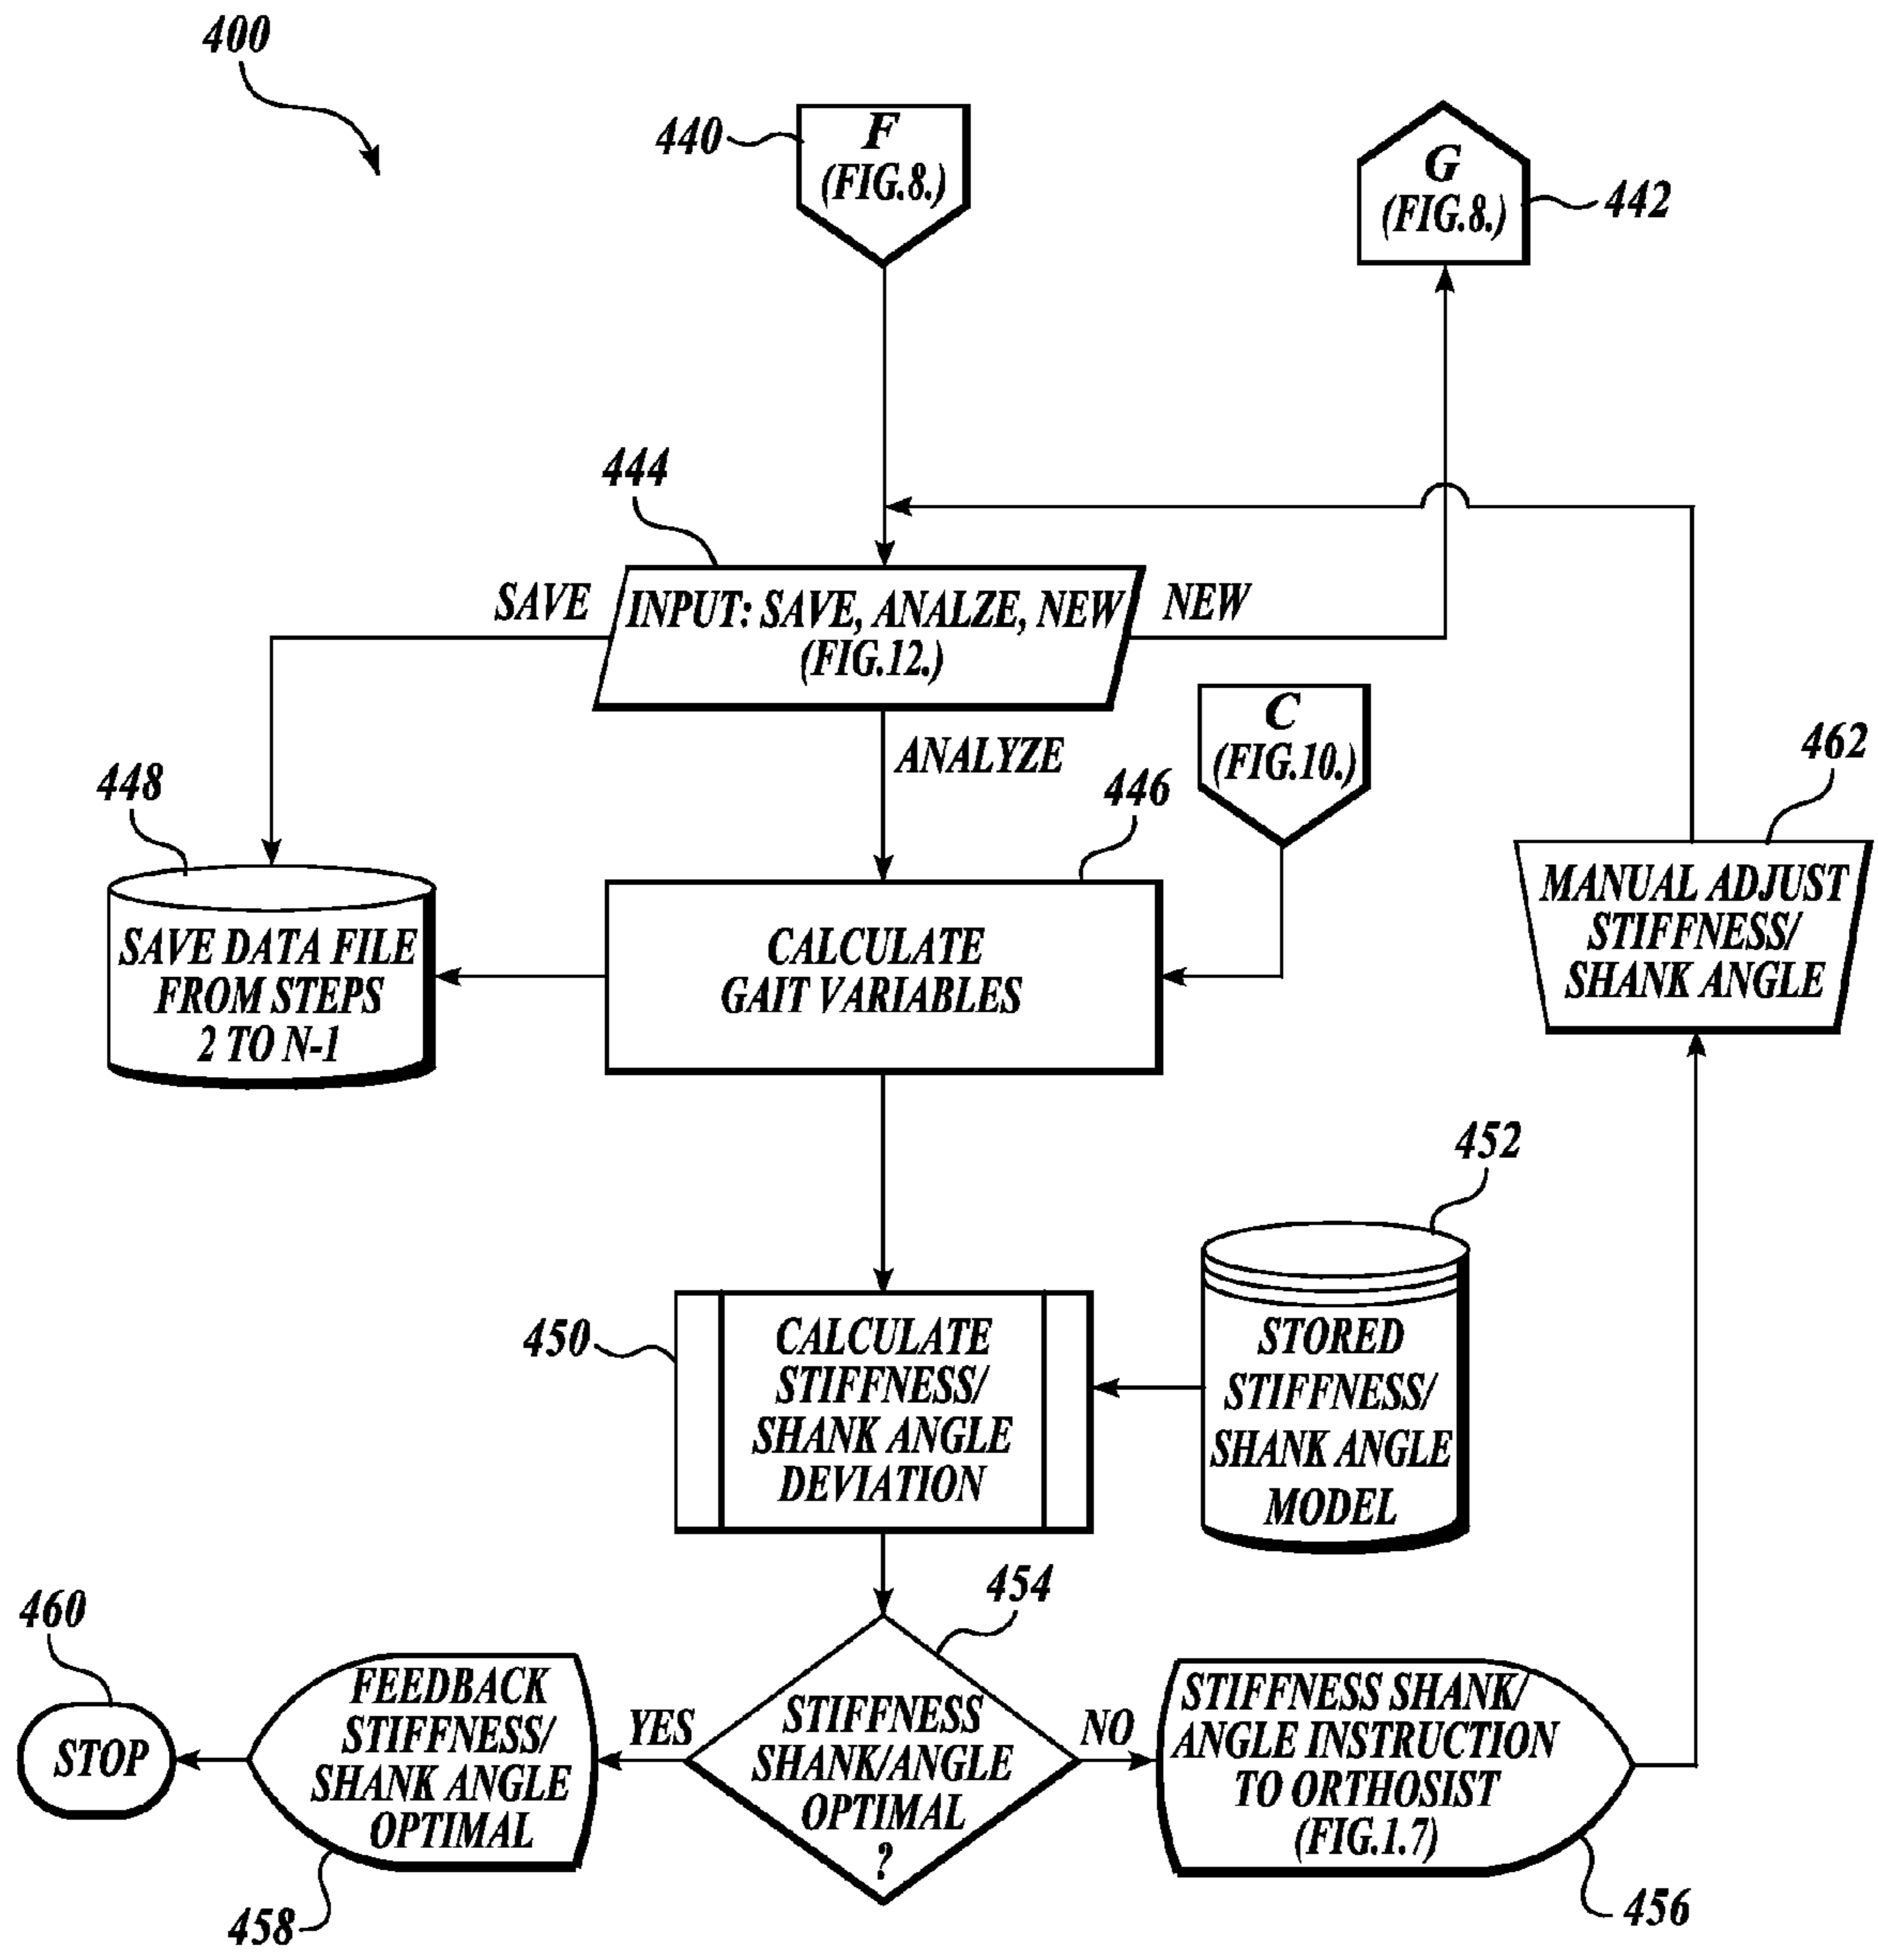 400
440
F
(FIG.8.)
G
(FIG.8.)
442
444
SAVE
INPUT: SAVE, ANALZE, NEW
(FIG.12.)
NEW
ANALYZE
C
(FIG.10.)
446
448
462
SAVE DATA FILE
FROM STEPS
2 TO N-1
CALCULATE
GAIT VARIABLES
MANUAL ADJUST
STIFFNESS/
SHANK ANGLE
452
450
CALCULATE
STIFFNESS/
SHANK ANGLE
DEVIATION
STORED
STIFFNESS/
SHANK ANGLE
MODEL
454
460
STOP
FEEDBACK
STIFFNESS/
SHANK ANGLE
OPTIMAL
YES
STIFFNESS
SHANK/ANGLE
OPTIMAL
?
NO
STIFFNESS SHANK/
ANGLE INSTRUCTION
TO ORTHOSIST
(FIG.1.7)
458
456